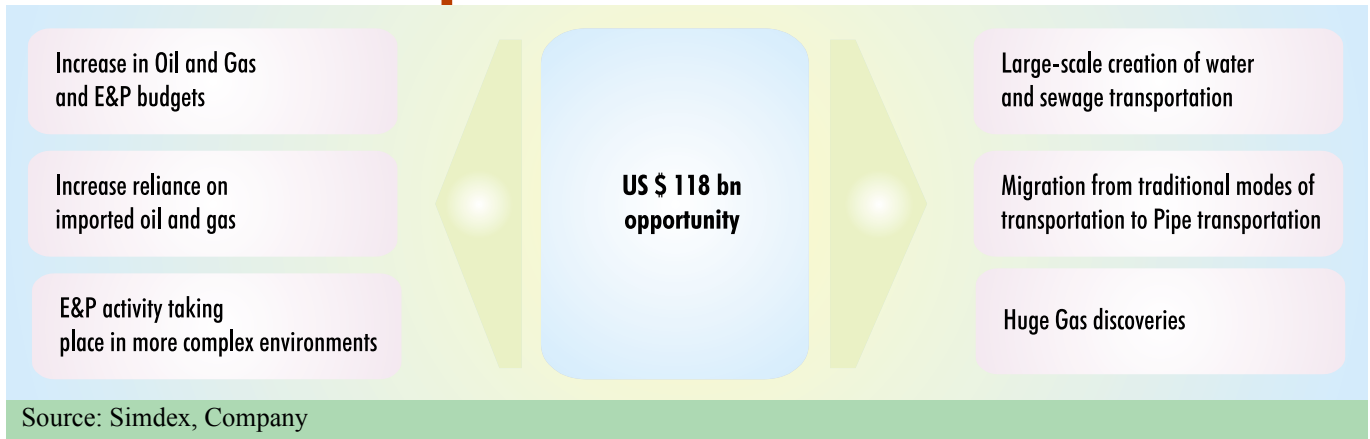 Increase in Oil and Gas
and E&P budgets
Increase reliance on
imported oil and gas
E&P activity taking
place in more complex environments
US $ 118 bn
opportunity
Large-scale creation of water
and sewage transportation
Migration from traditional modes of
transportation to Pipe transportation
Huge Gas discoveries
Source: Simdex, Company